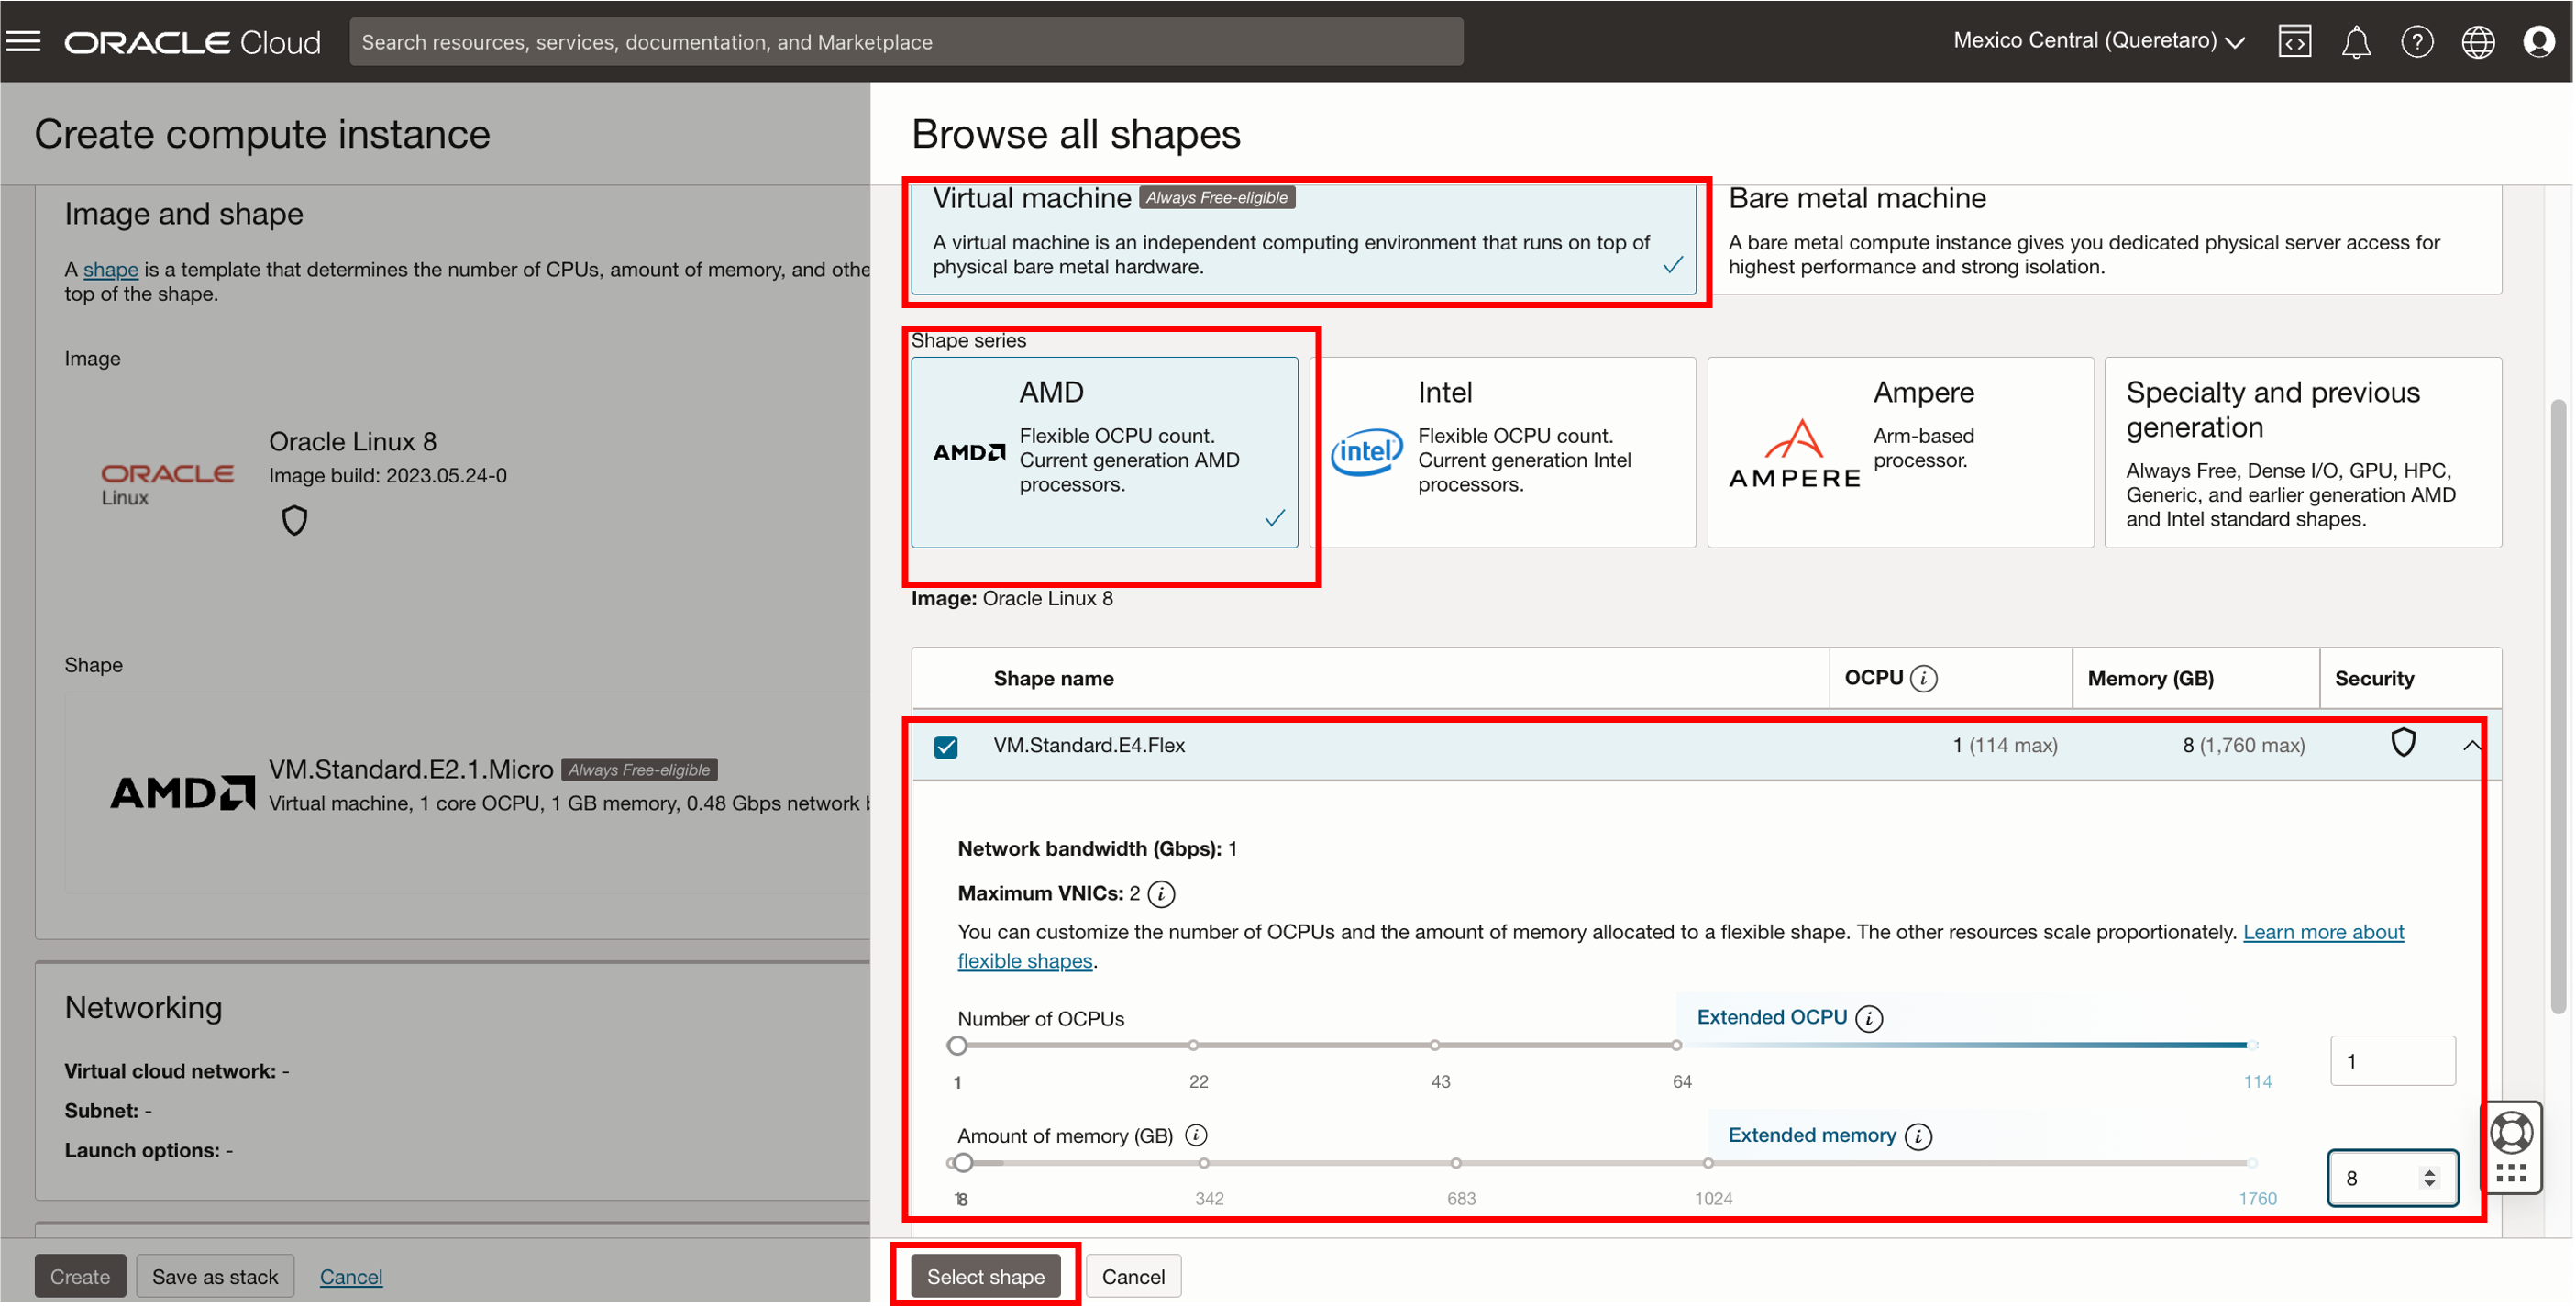 ORACLE Cloud
Search resources, services, documentation, and Marketplace
Mexico Central (Queretaro)
Create compute instance
Image and shape
A shape is a template that determines the number of CPUs, amount of memory, and othe
top of the shape.
Image
ORACLE
Linux
Oracle Linux 8
Image build: 2023.05.24-0
Shape
AMD
VM.Standard.E2.1.Micro Always Free-eligible
Virtual machine, 1 core OCPU, 1 GB memory, 0.48 Gbps network
Networking
Virtual cloud network: -
Subnet: -
Launch options: -
Create
Save as stack
Cancel
Browse all shapes
Virtual machine Always Free-eligible
A virtual machine is an independent computing environment that runs on top of
physical bare metal hardware.
Bare metal machine
A bare metal compute instance gives you dedicated physical server access for
highest performance and strong isolation.
Shape series
AMD
AMD
Flexible OCPU count.
Current generation AMD
processors.
intel
Intel
Flexible OCPU count.
Current generation Intel
processors.
AMPERE
Ampere
Arm-based
processor.
Specialty and previous
generation
Always Free, Dense I/O, GPU, HPC,
Generic, and earlier generation AMD
and Intel standard shapes.
Image: Oracle Linux 8
Shape name
OCPU
Memory (GB)
Security
VM.Standard.E4.Flex
1 (114 max)
8 (1,760 max)
Network bandwidth (Gbps): 1
Maximum VNICs: 2
You can customize the number of OCPUs and the amount of memory allocated to a flexible shape. The other resources scale proportionately. Learn more about
flexible shapes.
Number of OCPUs
Extended OCPU
1
22
43
64
114
1
Amount of memory (GB)
Extended memory
8
342
683
1024
1760
8
Select shape
Cancel